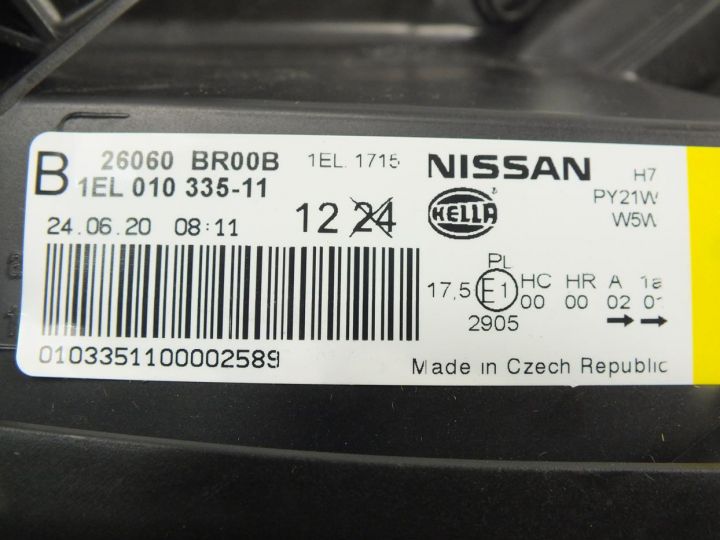 B 26060 BR00B 1EL. 1715 NISSAN H7
1EL 010 335-11 HELLA PY21W
W5W
24.06.20 08:11 12 24
PL
17,5 E1 HC HR A 1a
00 00 02 01
2905
0103351100002589
Made in Czech Republic